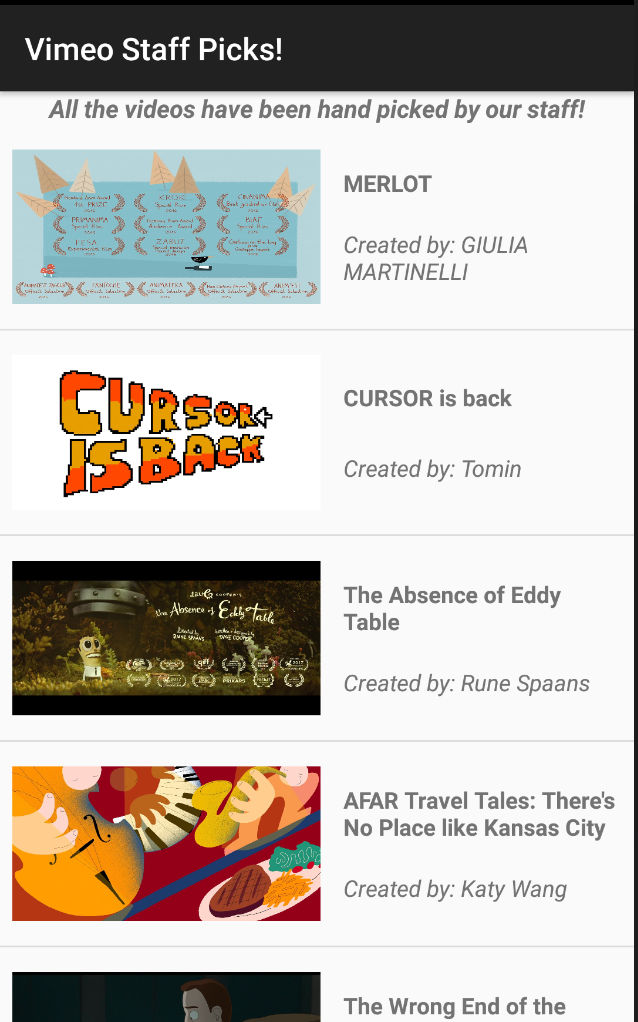 Vimeo Staff Picks!
All the videos have been hand picked by our staff!
MERLOT
Created by: GIULIA
MARTINELLI
CURSOR
IS BACK
CURSOR is back
Created by: Tomin
The Absence of Eddy Table
The Absence of Eddy
Table
Created by: Rune Spaans
AFAR Travel Tales: There's
No Place like Kansas City
Created by: Katy Wang
The Wrong End of the